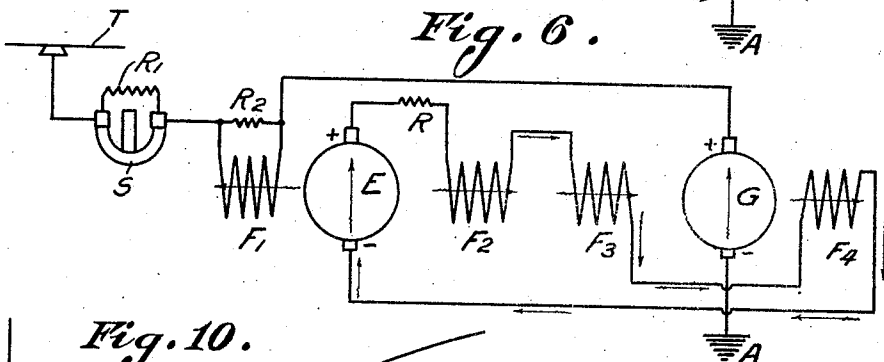 Fig. 6.
A
T
R1
R2
S
F1
+
E
-
R
F2
F3
+
G
-
F4
A
Fig. 10.